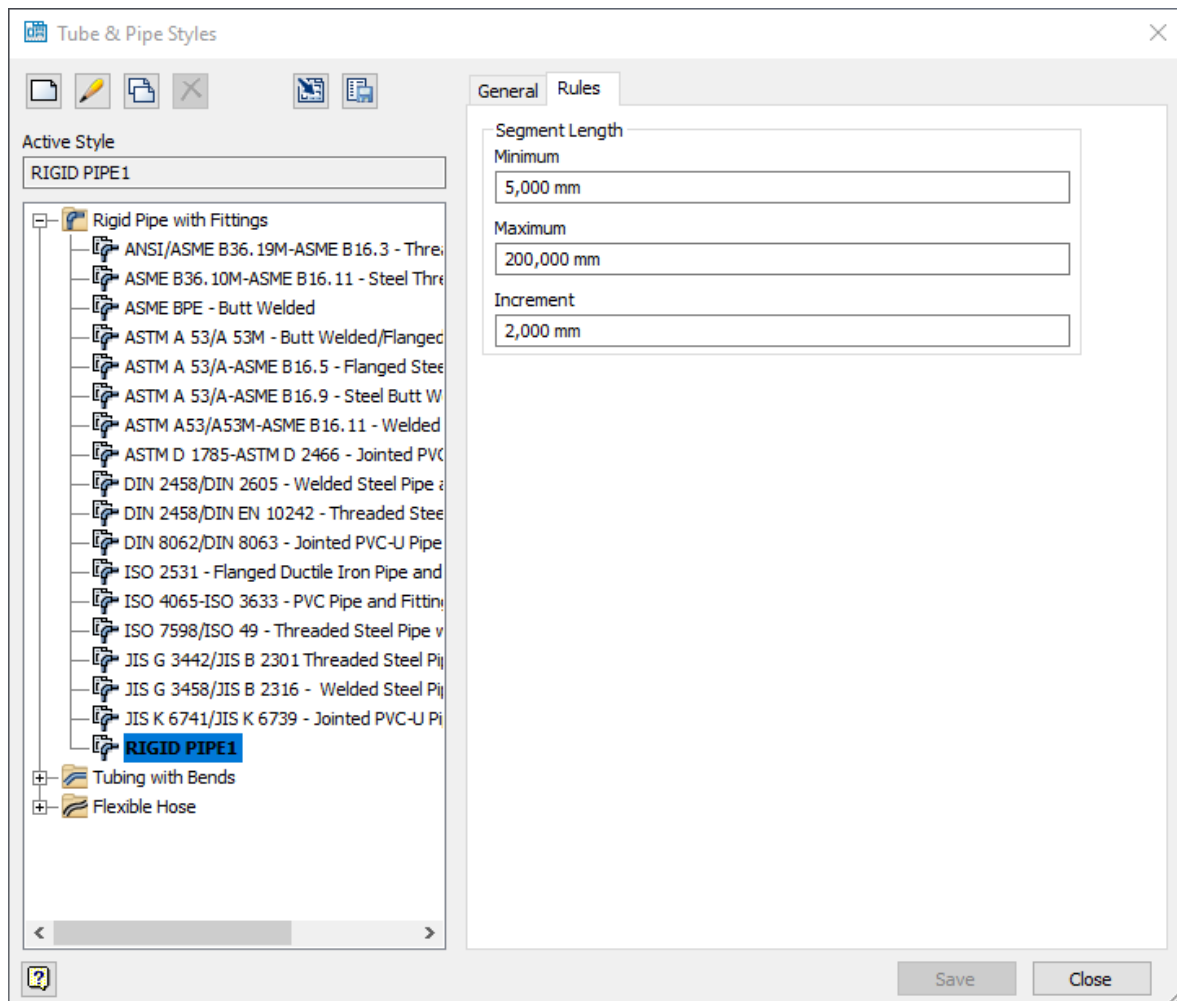 Tube & Pipe Styles
Active Style
RIGID PIPE1
Rigid Pipe with Fittings
ANSI/ASME B36.19M-ASME B16.3 - Threa
ASME B36.10M-ASME B16.11 - Steel Thre
ASME BPE - Butt Welded
ASTM A 53/A 53M - Butt Welded/Flanged
ASTM A 53/A-ASME B16.5 - Flanged Stee
ASTM A 53/A-ASME B16.9 - Steel Butt W
ASTM A53/A53M-ASME B16.11 - Welded
ASTM D 1785-ASTM D 2466 - Jointed PVC
DIN 2458/DIN 2605 - Welded Steel Pipe a
DIN 2458/DIN EN 10242 - Threaded Stee
DIN 8062/DIN 8063 - Jointed PVC-U Pipe
ISO 2531 - Flanged Ductile Iron Pipe and
ISO 4065-ISO 3633 - PVC Pipe and Fitting
ISO 7598/ISO 49 - Threaded Steel Pipe w
JIS G 3442/JIS B 2301 Threaded Steel Pi
JIS G 3458/JIS B 2316 - Welded Steel Pi
JIS K 6741/JIS K 6739 - Jointed PVC-U Pi
RIGID PIPE1
Tubing with Bends
Flexible Hose
General Rules
Segment Length
Minimum
5,000 mm
Maximum
200,000 mm
Increment
2,000 mm
Save Close